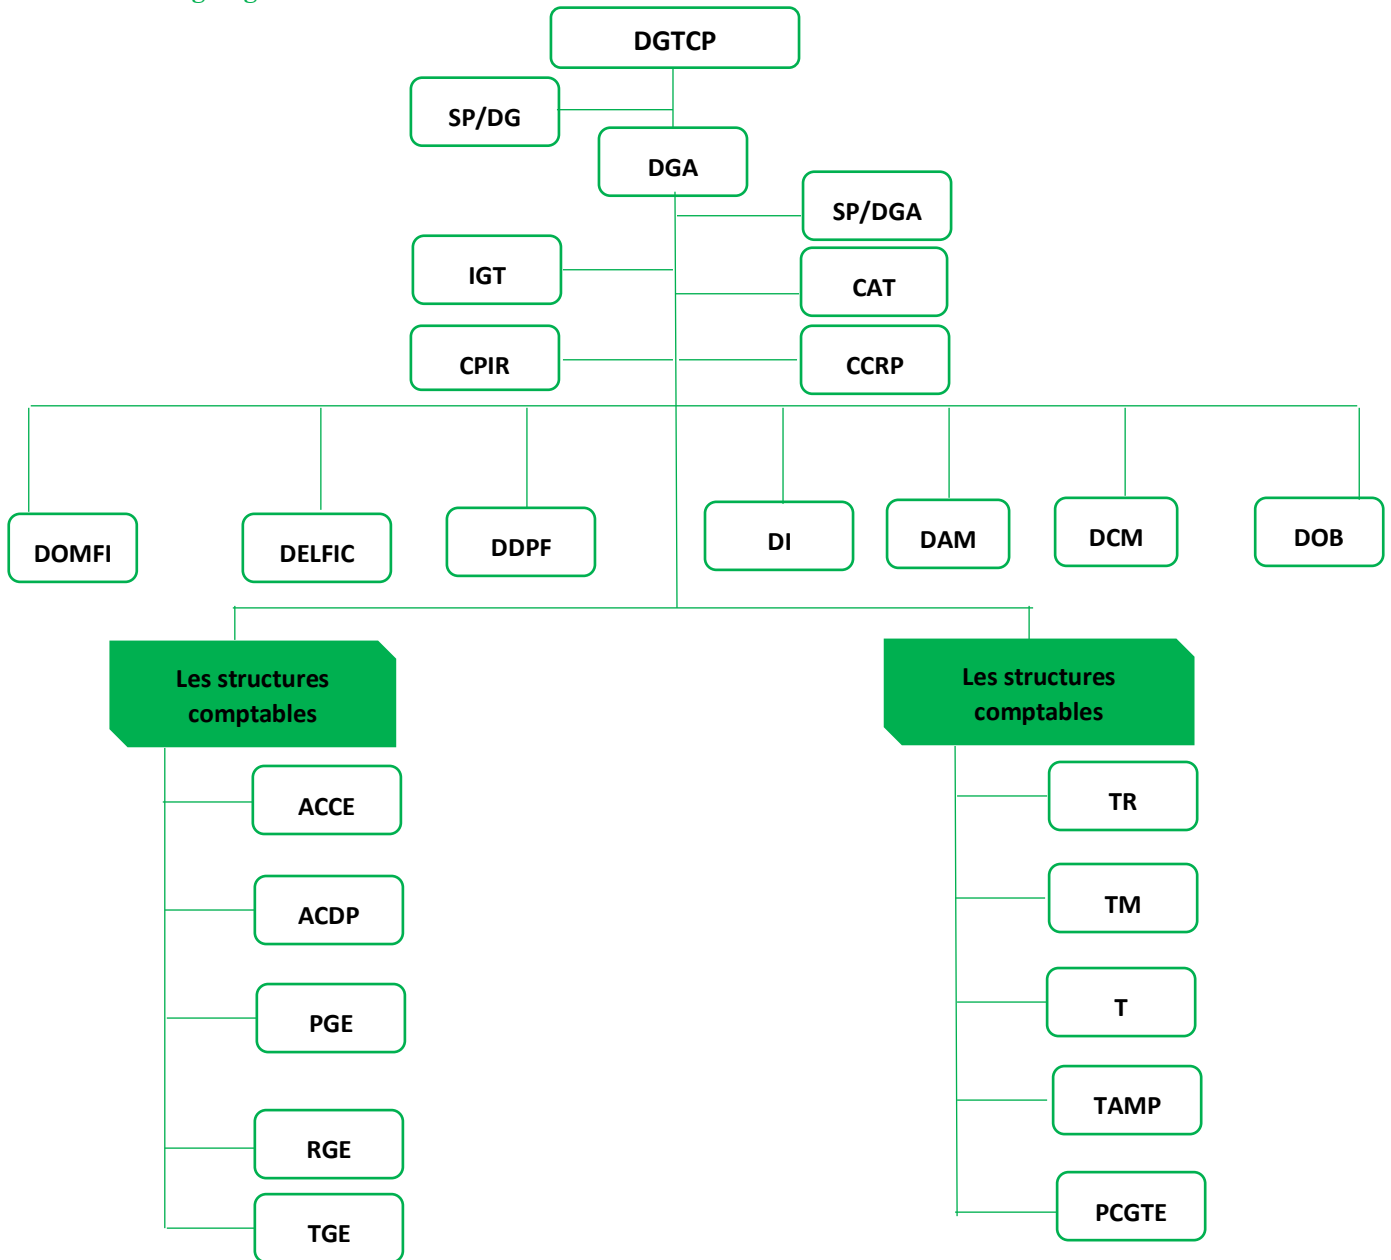 DGTCP
SP/DG
DGA
SP/DGA
IGT
CAT
CPIR
CCRP
DOMFI
DELFIC
DDPF
DI
DAM
DCM
DOB
Les structures
comptables
ACCE
ACDP
PGE
RGE
TGE
Les structures
comptables
TR
TM
T
TAMP
PCGTE